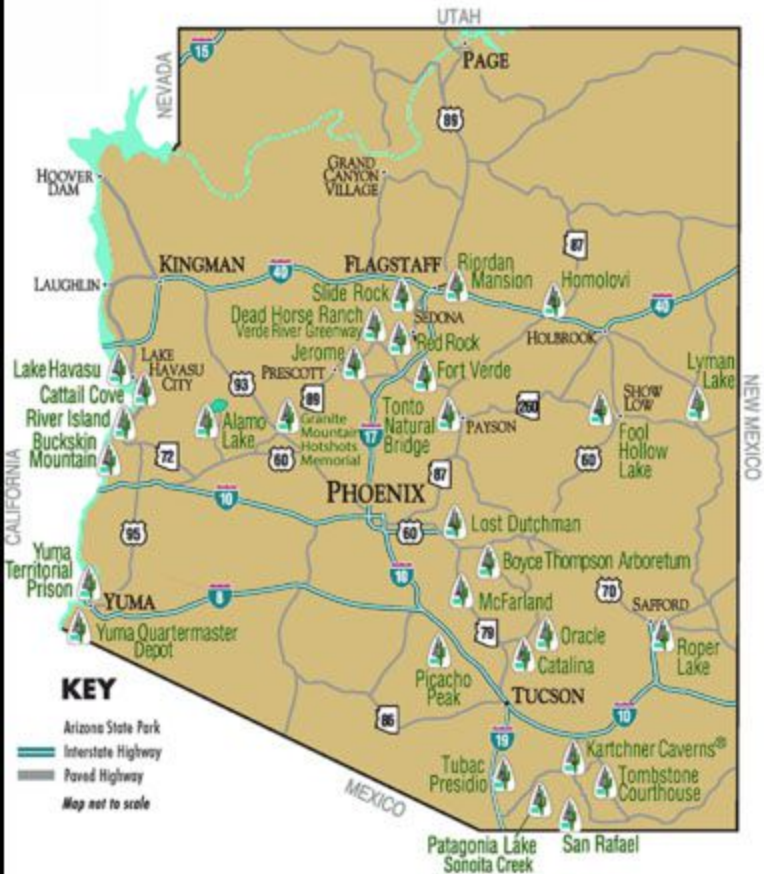 UTAH
15
PAGE
NEVADA
89
HOOVER
DAM
GRAND
CANYON
VILLAGE
87
KINGMAN
40
FLAGSTAFF
Riordan
Mansion
Homolovi
LAUGHLIN
Slide Rock
40
Dead Horse Ranch
Verde River Greenway
SEDONA
Red Rock
HOLBROOK
Jerome
Lake Havasu
LAKE
HAVASU
CITY
PRESCOTT
Fort Verde
Lyman
Lake
Cattail Cove
93
89
NEW MEXICO
River Island
Alamo
Lake
Granite
Mountain
Hotshots
Memorial
Tonto
Natural
Bridge
PAYSON
260
SHOW
LOW
Fool
Hollow
Lake
Buckskin
Mountain
72
60
17
87
60
CALIFORNIA
10
PHOENIX
95
60
Lost Dutchman
Yuma
Territorial
Prison
10
Boyce Thompson Arboretum
YUMA
8
McFarland
70
SAFFORD
Yuma Quartermaster
Depot
79
Oracle
Catalina
Roper
Lake
Picacho
Peak
KEY
TUCSON
Arizona State Park
Interstate Highway
Paved Highway
Map not to scale
86
10
19
Kartchner Caverns®
Tubac
Presidio
Tombstone
Courthouse
MEXICO
Patagonia Lake
Sonoita Creek
San Rafael